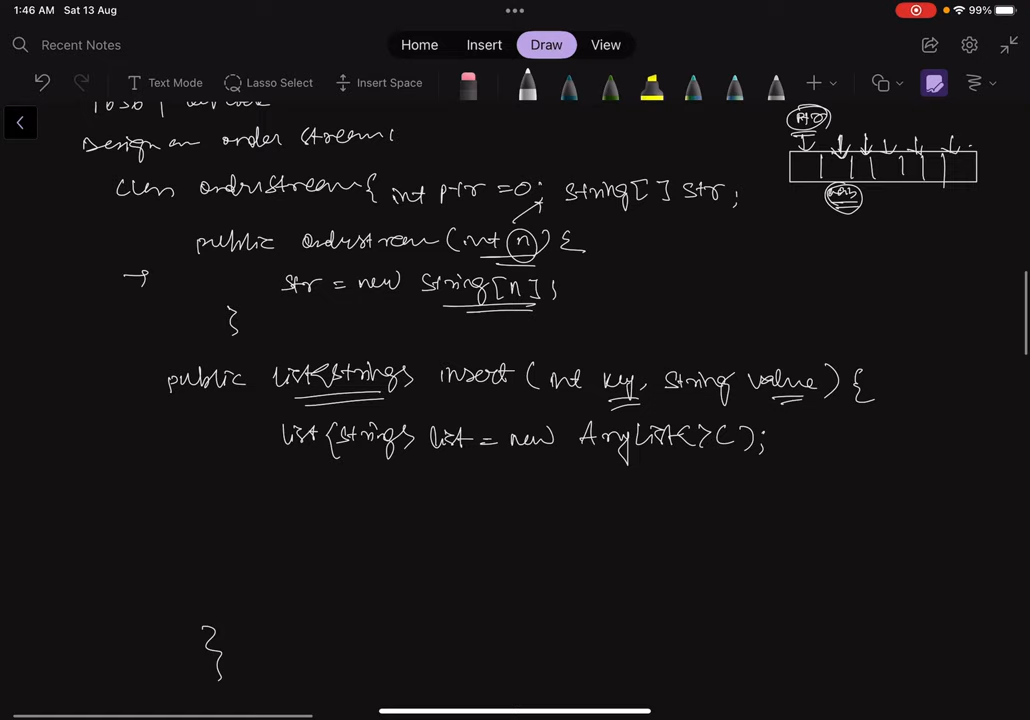 1:46 AM Sat 13 Aug 99%
Recent Notes Home Insert Draw View
Text Mode Lasso Select Insert Space
1656
Design an order stream:
ptr
class orderstream { int ptr = 0; string[ ] str;
public orderstream (int n) {
str = new string[n];
}
public list<string> insert (int key, string value) {
list<string> list = new ArrayList<>();
}